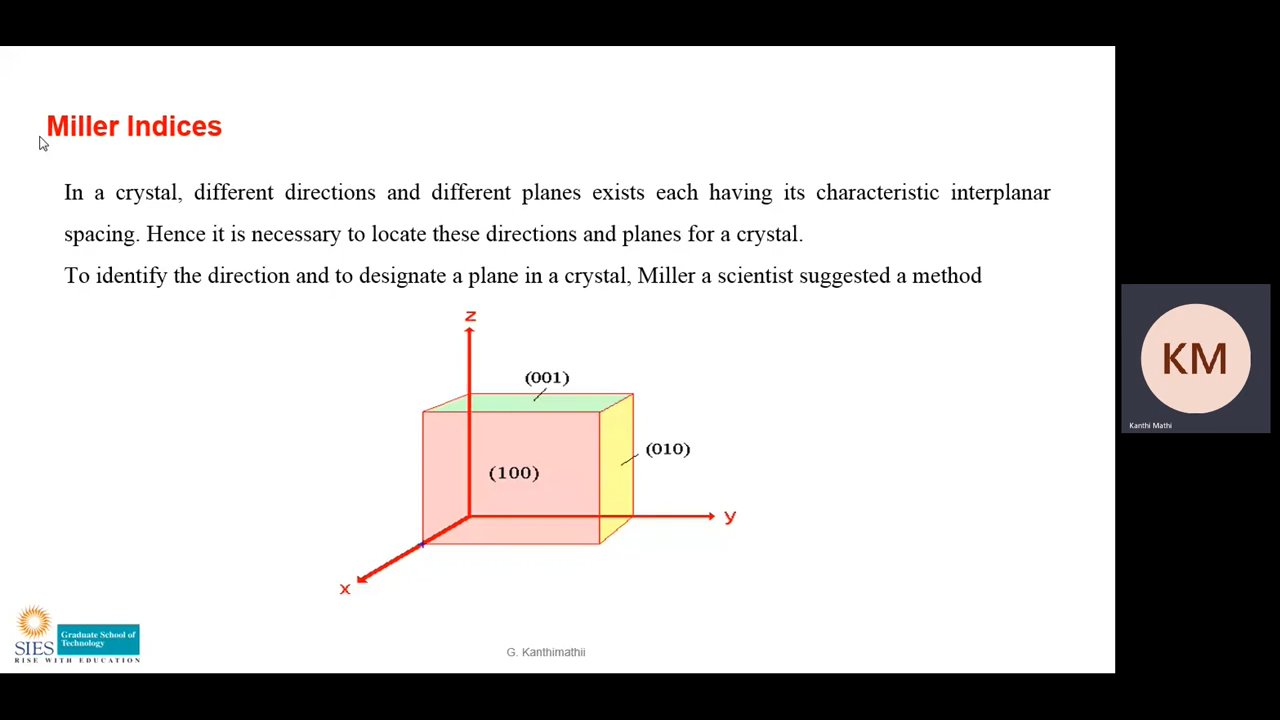 Miller Indices
In a crystal, different directions and different planes exists each having its characteristic interplanar
spacing. Hence it is necessary to locate these directions and planes for a crystal.
To identify the direction and to designate a plane in a crystal, Miller a scientist suggested a method
z
(001)
(010)
(100)
y
x
KM
Kanthi Mathi
SIES
Graduate School of
Technology
RISE WITH EDUCATION
G. Kanthimathii